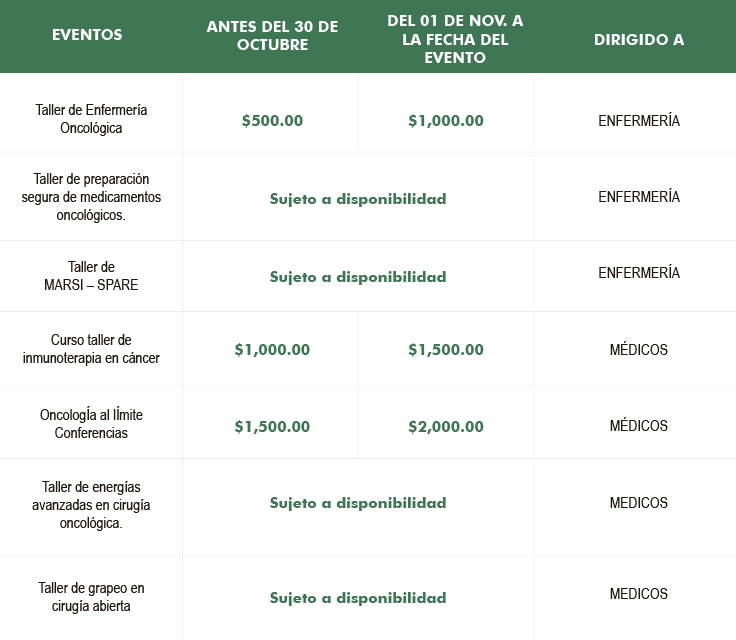 EVENTOS
ANTES DEL 30 DE
OCTUBRE
DEL 01 DE NOV. A
LA FECHA DEL
EVENTO
DIRIGIDO A
Taller de Enfermería
Oncológica
$500.00
$1,000.00
ENFERMERÍA
Taller de preparación
segura de medicamentos
oncológicos.
Sujeto a disponibilidad
ENFERMERÍA
Taller de
MARSI – SPARE
Sujeto a disponibilidad
ENFERMERÍA
Curso taller de
inmunoterapia en cáncer
$1,000.00
$1,500.00
MÉDICOS
OncologÍa al lÍmite
Conferencias
$1,500.00
$2,000.00
MÉDICOS
Taller de energías
avanzadas en cirugía
oncológica.
Sujeto a disponibilidad
MEDICOS
Taller de grapeo en
cirugía abierta
Sujeto a disponibilidad
MEDICOS